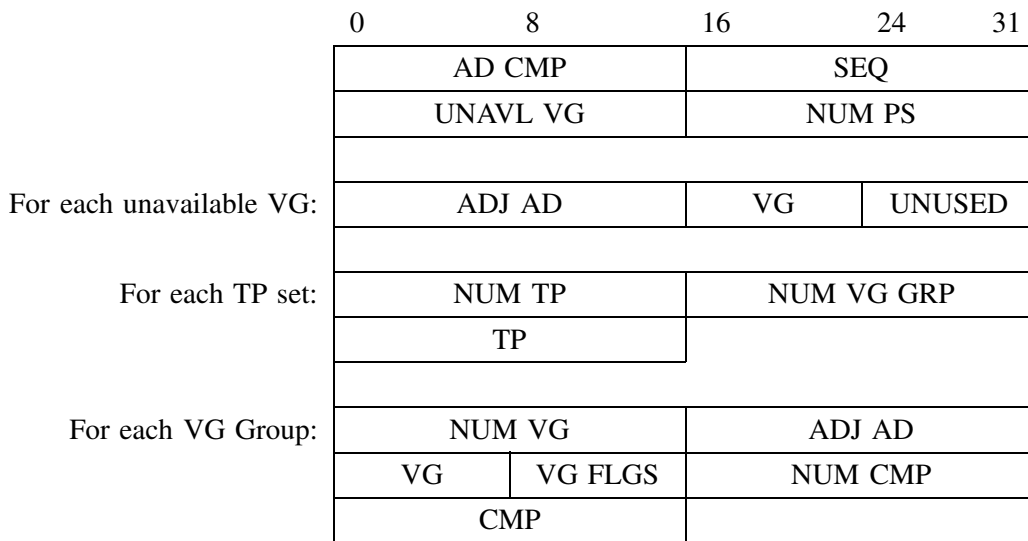 0 8 16 24 31
AD CMP SEQ
UNAVL VG NUM PS
For each unavailable VG: ADJ AD VG UNUSED
For each TP set: NUM TP NUM VG GRP
TP
For each VG Group: NUM VG ADJ AD
VG VG FLGS NUM CMP
CMP